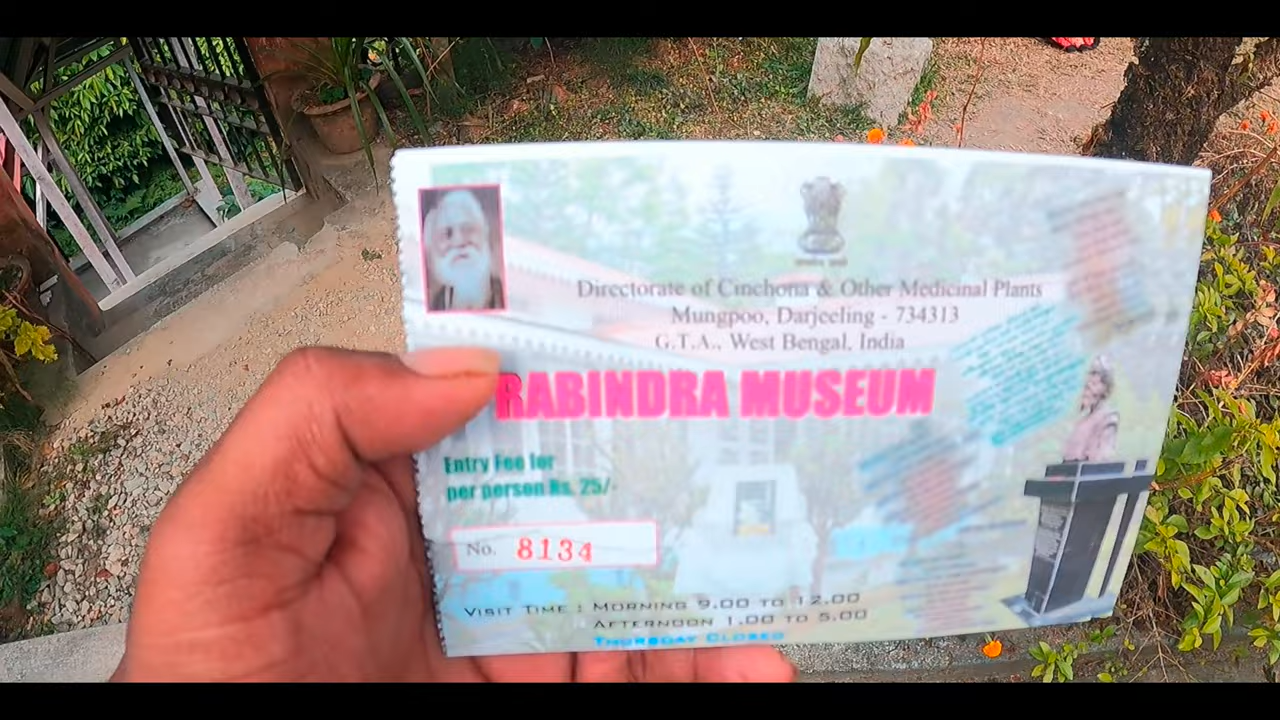 Directorate of Cinchona & Other Medicinal Plants
Mungpoo, Darjeeling - 734313
G.T.A., West Bengal, India
RABINDRA MUSEUM
Entry Fee for
per person Rs. 25/-
No. 8134
VISIT TIME : MORNING 9.00 TO 12.00
AFTERNOON 1.00 TO 5.00
THURSDAY CLOSED